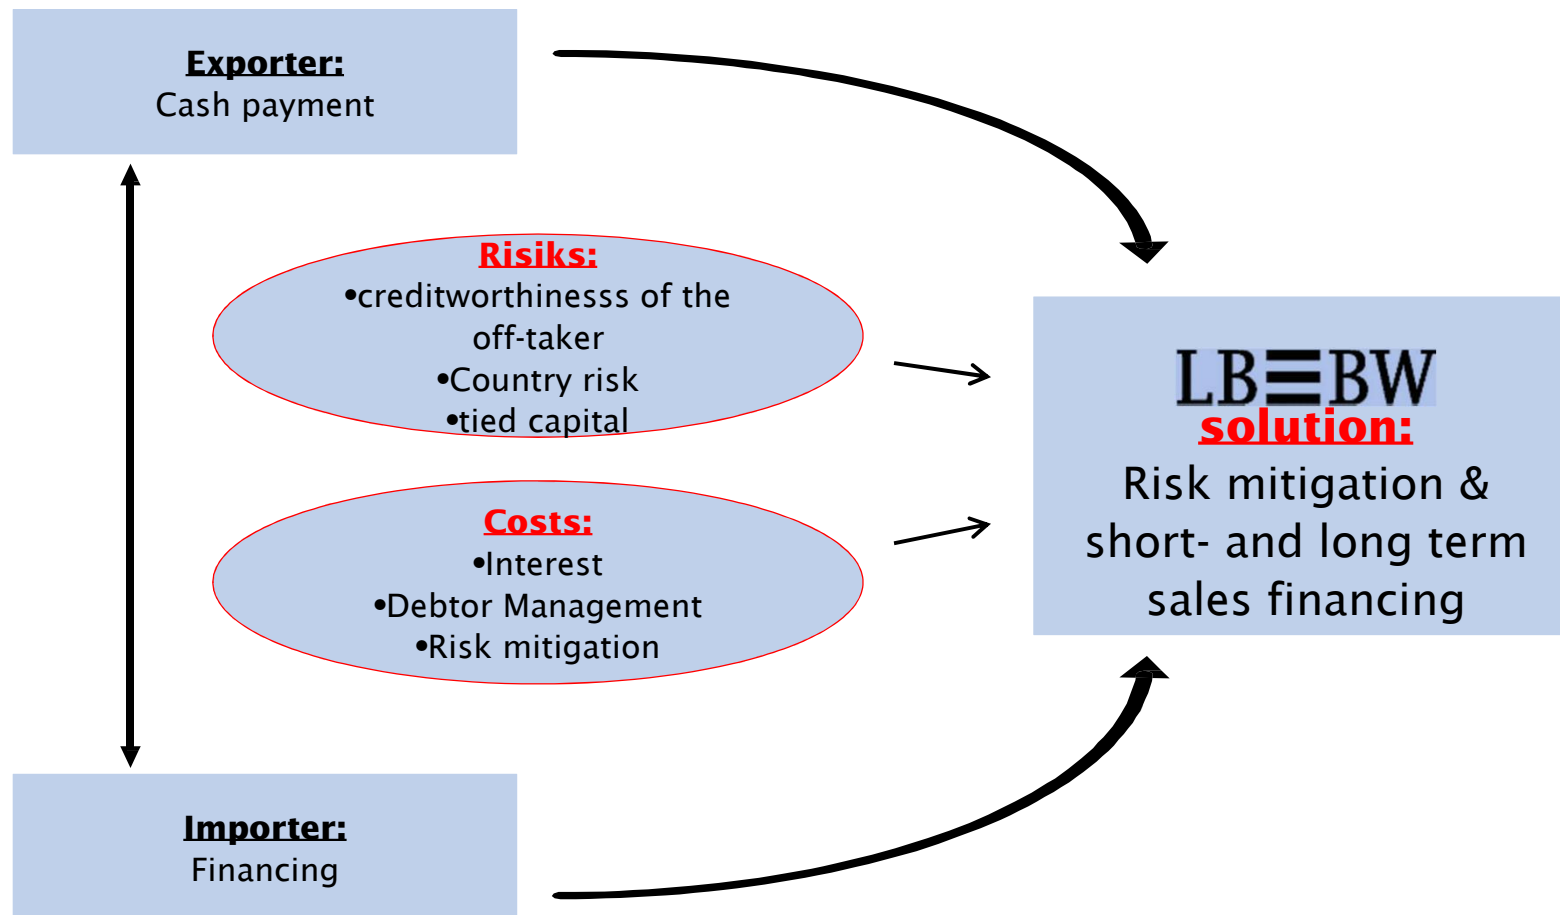 Exporter:
Cash payment
Risiks:
•creditworthinesss of the
off-taker
•Country risk
•tied capital
Costs:
•Interest
•Debtor Management
•Risk mitigation
LB≡BW
solution:
Risk mitigation &
short- and long term
sales financing
Importer:
Financing